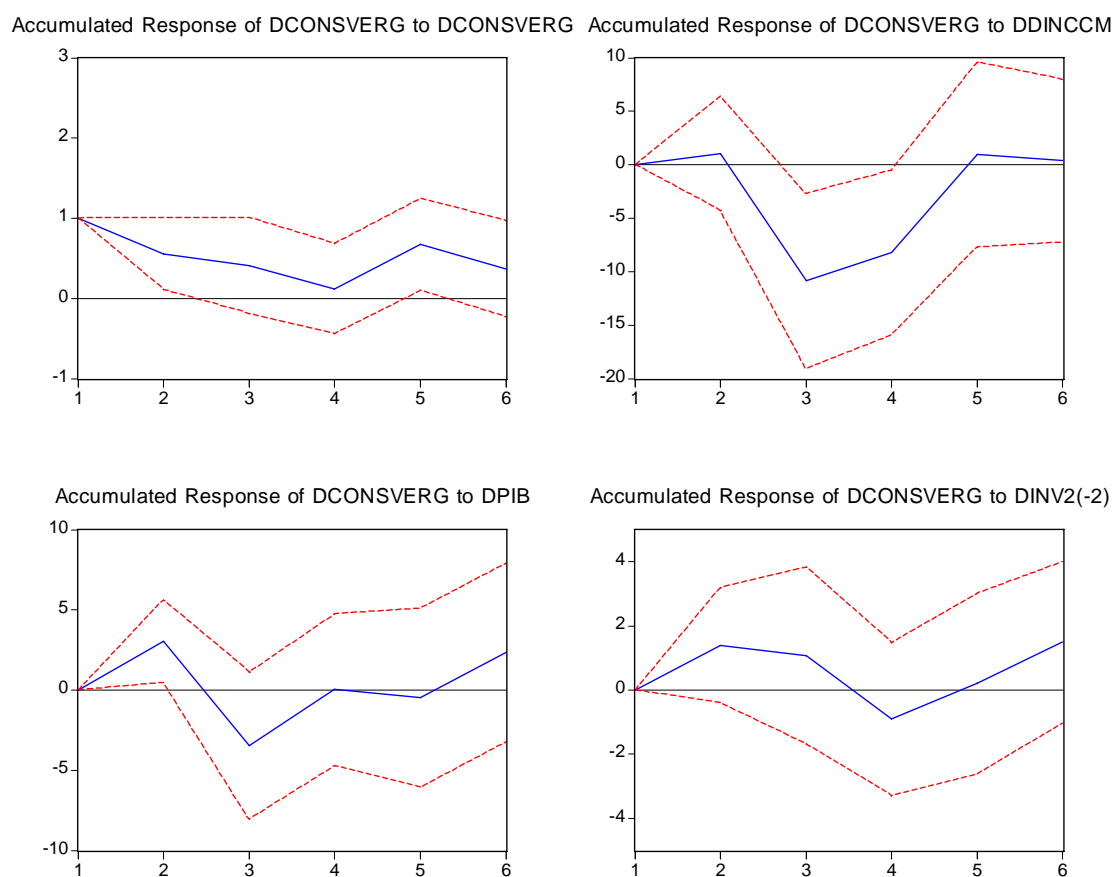 Accumulated Response of DCONSVERG to DCONSVERG
3
2
1
0
-1
1 2 3 4 5 6
Accumulated Response of DCONSVERG to DDINCCM
10
5
0
-5
-10
-15
-20
1 2 3 4 5 6
Accumulated Response of DCONSVERG to DPIB
10
5
0
-5
-10
1 2 3 4 5 6
Accumulated Response of DCONSVERG to DINV2(-2)
4
2
0
-2
-4
1 2 3 4 5 6